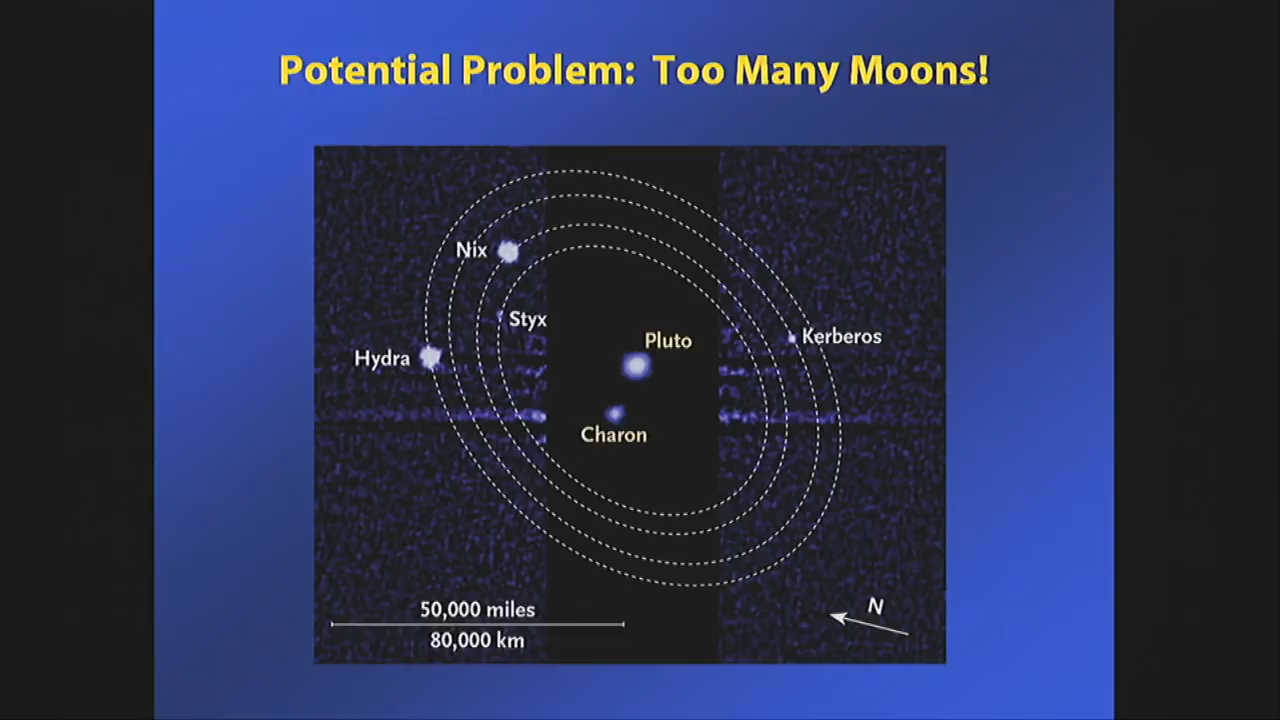 Potential Problem: Too Many Moons!
Nix
Styx
Pluto
Kerberos
Hydra
Charon
50,000 miles
80,000 km
N